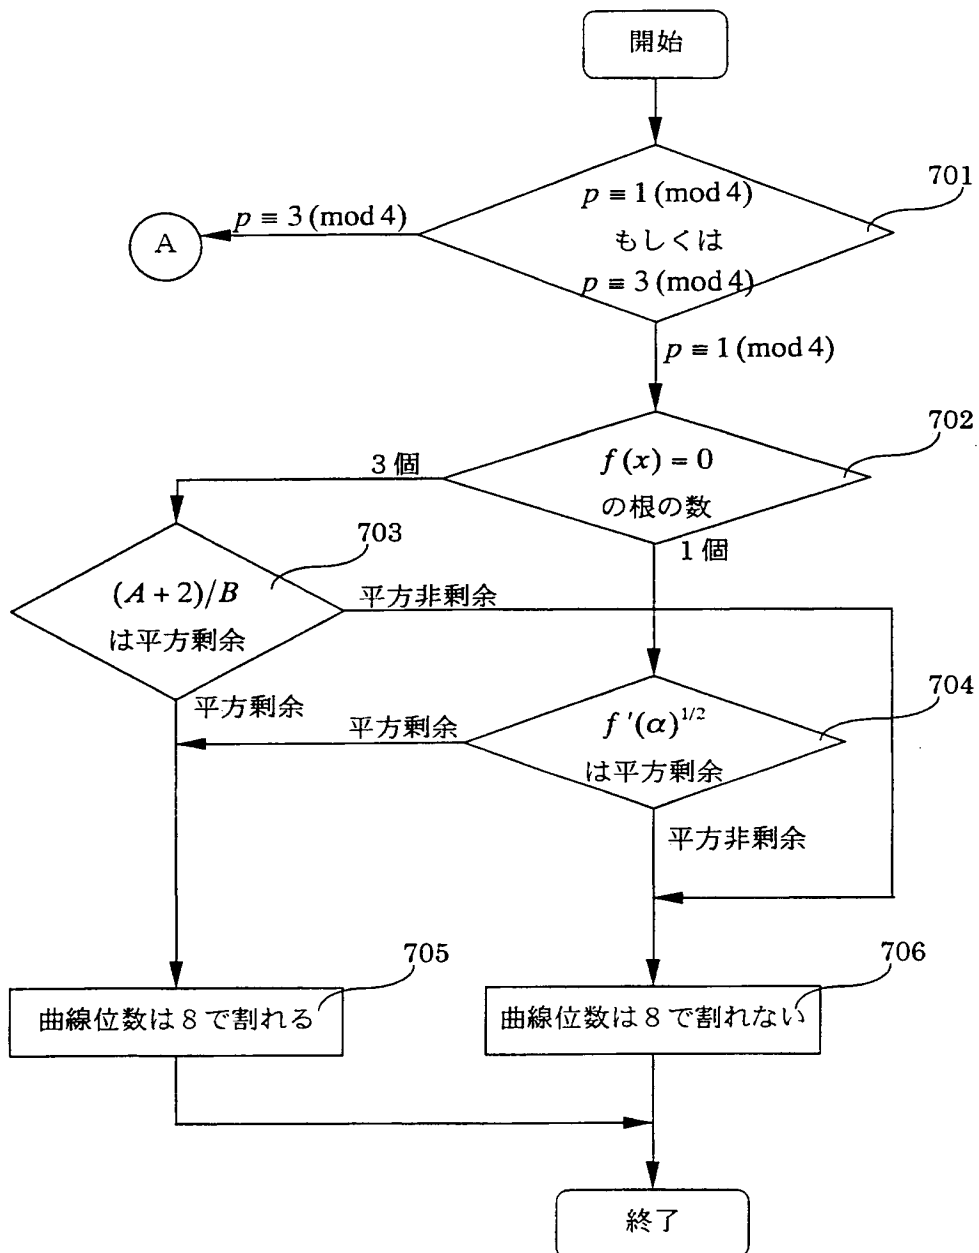 開始
701
p ≡ 1 (mod 4)
もしくは
p ≡ 3 (mod 4)
p ≡ 3 (mod 4)
A
p ≡ 1 (mod 4)
702
f(x) = 0
の根の数
3個
1個
703
(A + 2)/B
は平方剰余
平方非剰余
平方剰余
704
f'(α)^{1/2}
は平方剰余
平方剰余
平方非剰余
705
曲線位数は8で割れる
706
曲線位数は8で割れない
終了